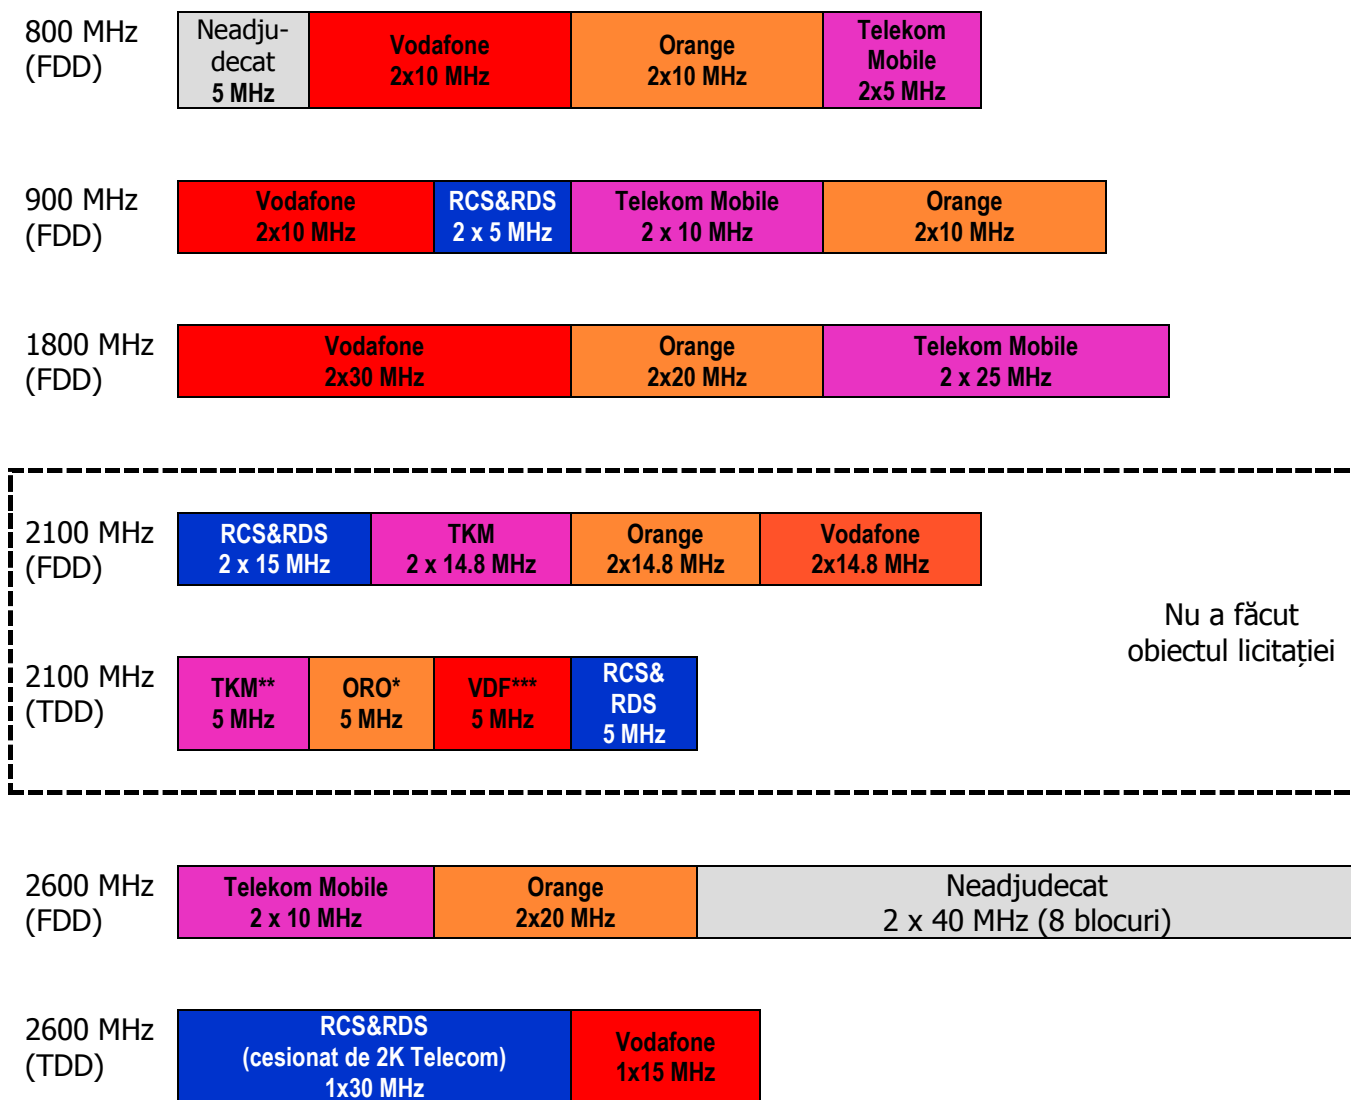 800 MHz
(FDD)
Neadju-
decat
5 MHz
Vodafone
2x10 MHz
Orange
2x10 MHz
Telekom
Mobile
2x5 MHz
900 MHz
(FDD)
Vodafone
2x10 MHz
RCS&RDS
2 x 5 MHz
Telekom Mobile
2 x 10 MHz
Orange
2x10 MHz
1800 MHz
(FDD)
Vodafone
2x30 MHz
Orange
2x20 MHz
Telekom Mobile
2 x 25 MHz
2100 MHz
(FDD)
RCS&RDS
2 x 15 MHz
TKM
2 x 14.8 MHz
Orange
2x14.8 MHz
Vodafone
2x14.8 MHz
Nu a făcut
obiectul licitației
2100 MHz
(TDD)
TKM**
5 MHz
ORO*
5 MHz
VDF***
5 MHz
RCS&
RDS
5 MHz
2600 MHz
(FDD)
Telekom Mobile
2 x 10 MHz
Orange
2x20 MHz
Neadjudecat
2 x 40 MHz (8 blocuri)
2600 MHz
(TDD)
RCS&RDS
(cesionat de 2K Telecom)
1x30 MHz
Vodafone
1x15 MHz